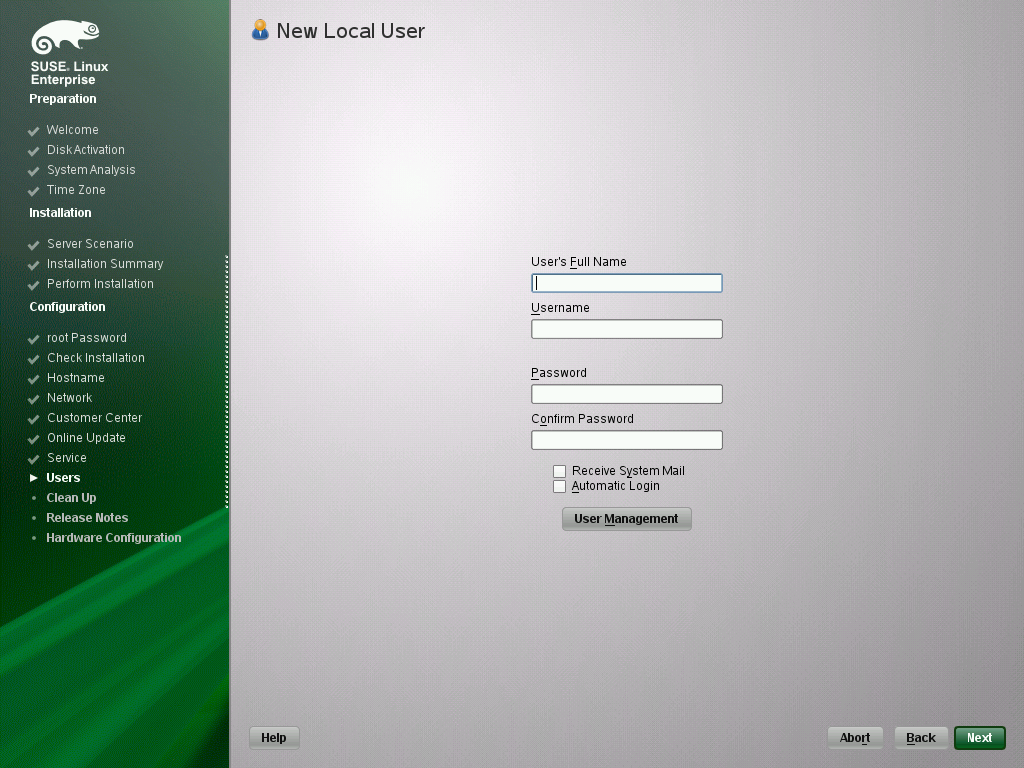 SUSE® Linux
Enterprise
Preparation
Welcome
Disk Activation
System Analysis
Time Zone
Installation
Server Scenario
Installation Summary
Perform Installation
Configuration
root Password
Check Installation
Hostname
Network
Customer Center
Online Update
Service
Users
Clean Up
Release Notes
Hardware Configuration
New Local User
User's Full Name
Username
Password
Confirm Password
Receive System Mail
Automatic Login
User Management
Help
Abort
Back
Next